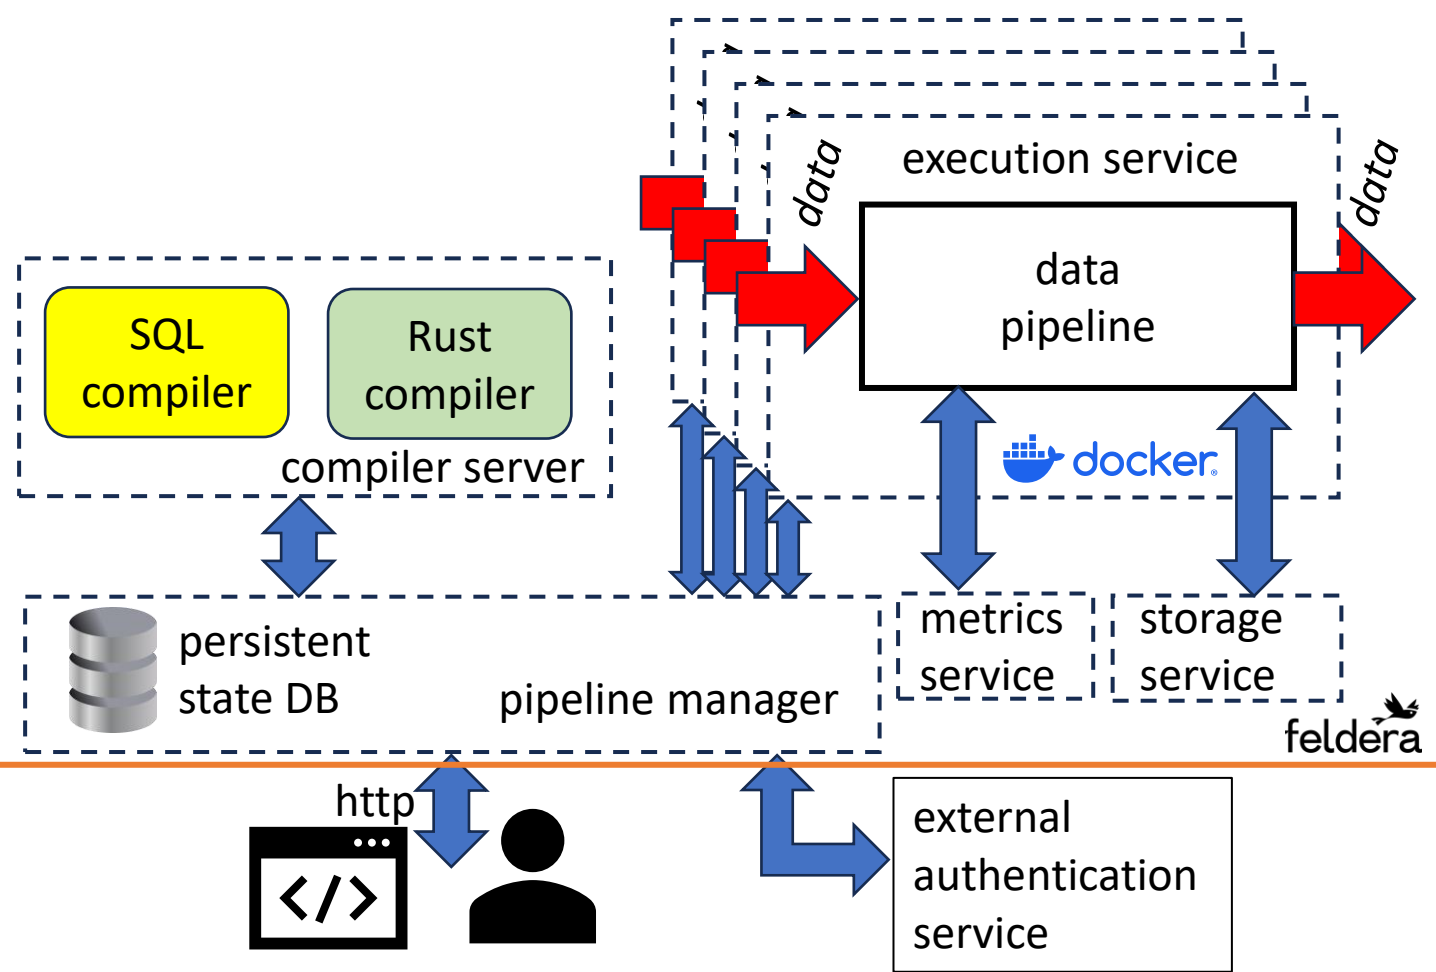 execution service
data
data
data
pipeline
SQL
compiler
Rust
compiler
compiler server
docker
persistent
state DB
pipeline manager
metrics
service
storage
service
feldera
http
</>
external
authentication
service